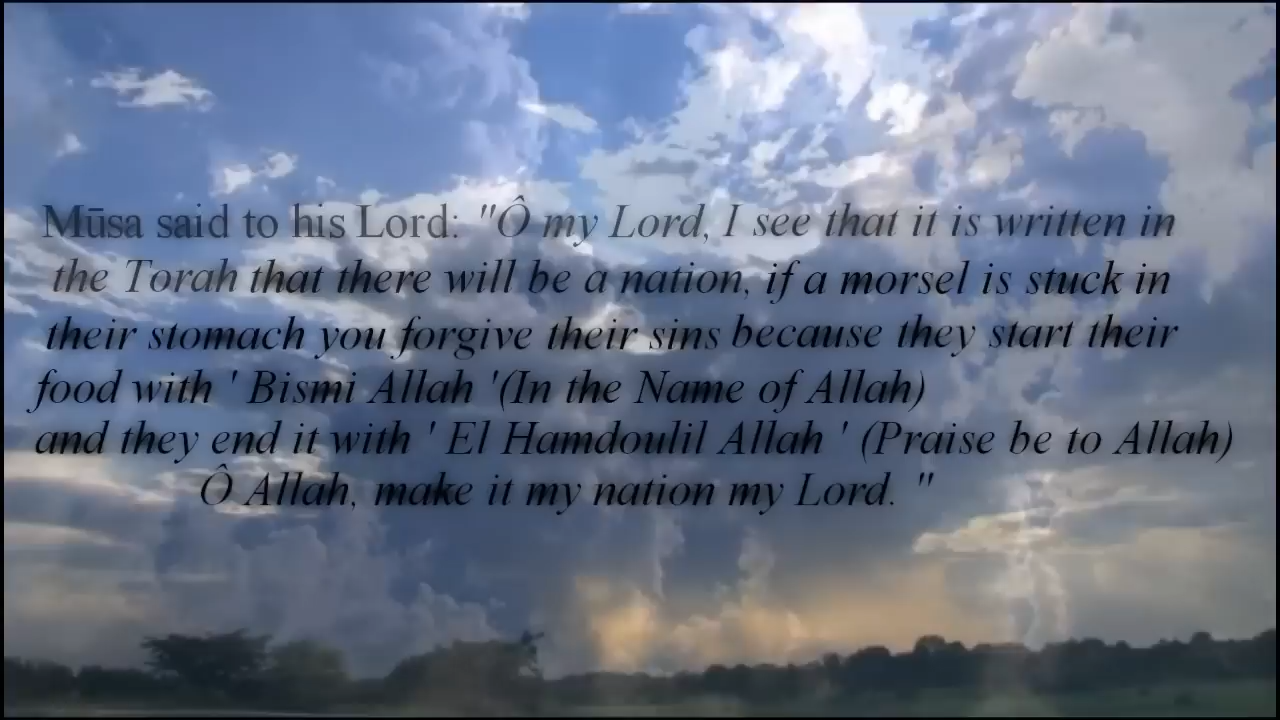 Mūsa said to his Lord: "Ô my Lord, I see that it is written in
the Torah that there will be a nation, if a morsel is stuck in
their stomach you forgive their sins because they start their
food with ' Bismi Allah '(In the Name of Allah)
and they end it with ' El Hamdoulil Allah ' (Praise be to Allah)
Ô Allah, make it my nation my Lord. "